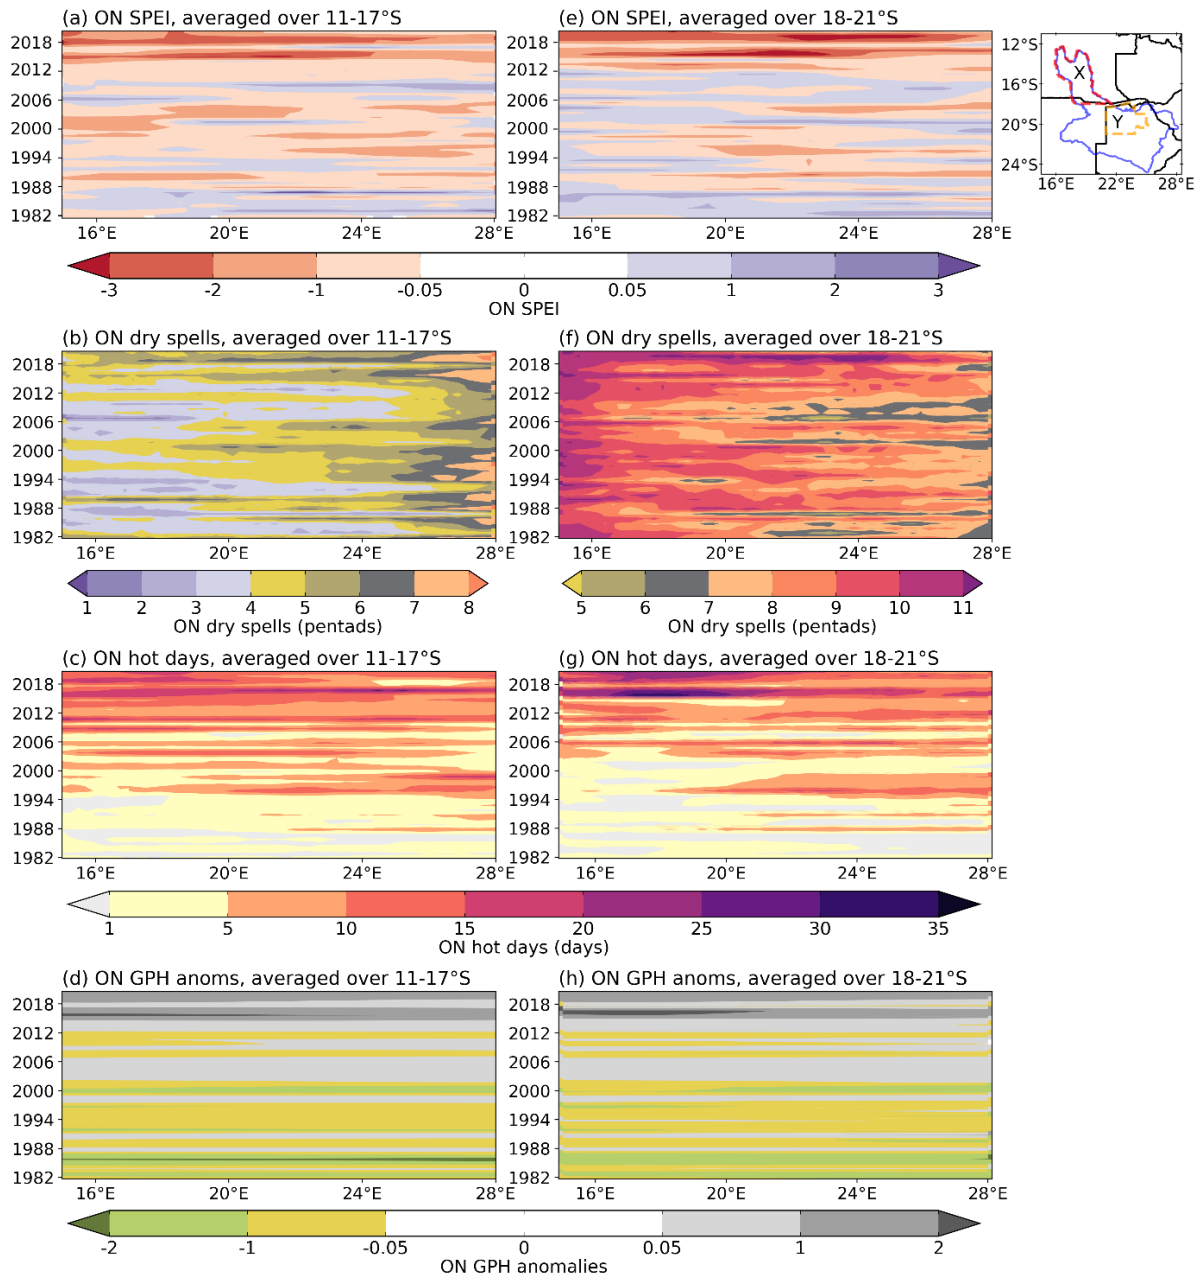 (a) ON SPEI, averaged over 11-17°S
(e) ON SPEI, averaged over 18-21°S
2018
2012
2006
2000
1994
1988
1982
16°E 20°E 24°E 28°E
2018
2012
2006
2000
1994
1988
1982
16°E 20°E 24°E 28°E
12°S
16°S
20°S
24°S
X
Y
16°E 22°E 28°E
-3 -2 -1 -0.05 0 0.05 1 2 3
ON SPEI
(b) ON dry spells, averaged over 11-17°S
(f) ON dry spells, averaged over 18-21°S
2018
2012
2006
2000
1994
1988
1982
16°E 20°E 24°E 28°E
2018
2012
2006
2000
1994
1988
1982
16°E 20°E 24°E 28°E
1 2 3 4 5 6 7 8
ON dry spells (pentads)
5 6 7 8 9 10 11
ON dry spells (pentads)
(c) ON hot days, averaged over 11-17°S
(g) ON hot days, averaged over 18-21°S
2018
2012
2006
2000
1994
1988
1982
16°E 20°E 24°E 28°E
2018
2012
2006
2000
1994
1988
1982
16°E 20°E 24°E 28°E
1 5 10 15 20 25 30 35
ON hot days (days)
(d) ON GPH anoms, averaged over 11-17°S
(h) ON GPH anoms, averaged over 18-21°S
2018
2012
2006
2000
1994
1988
1982
16°E 20°E 24°E 28°E
2018
2012
2006
2000
1994
1988
1982
16°E 20°E 24°E 28°E
-2 -1 -0.05 0 0.05 1 2
ON GPH anomalies